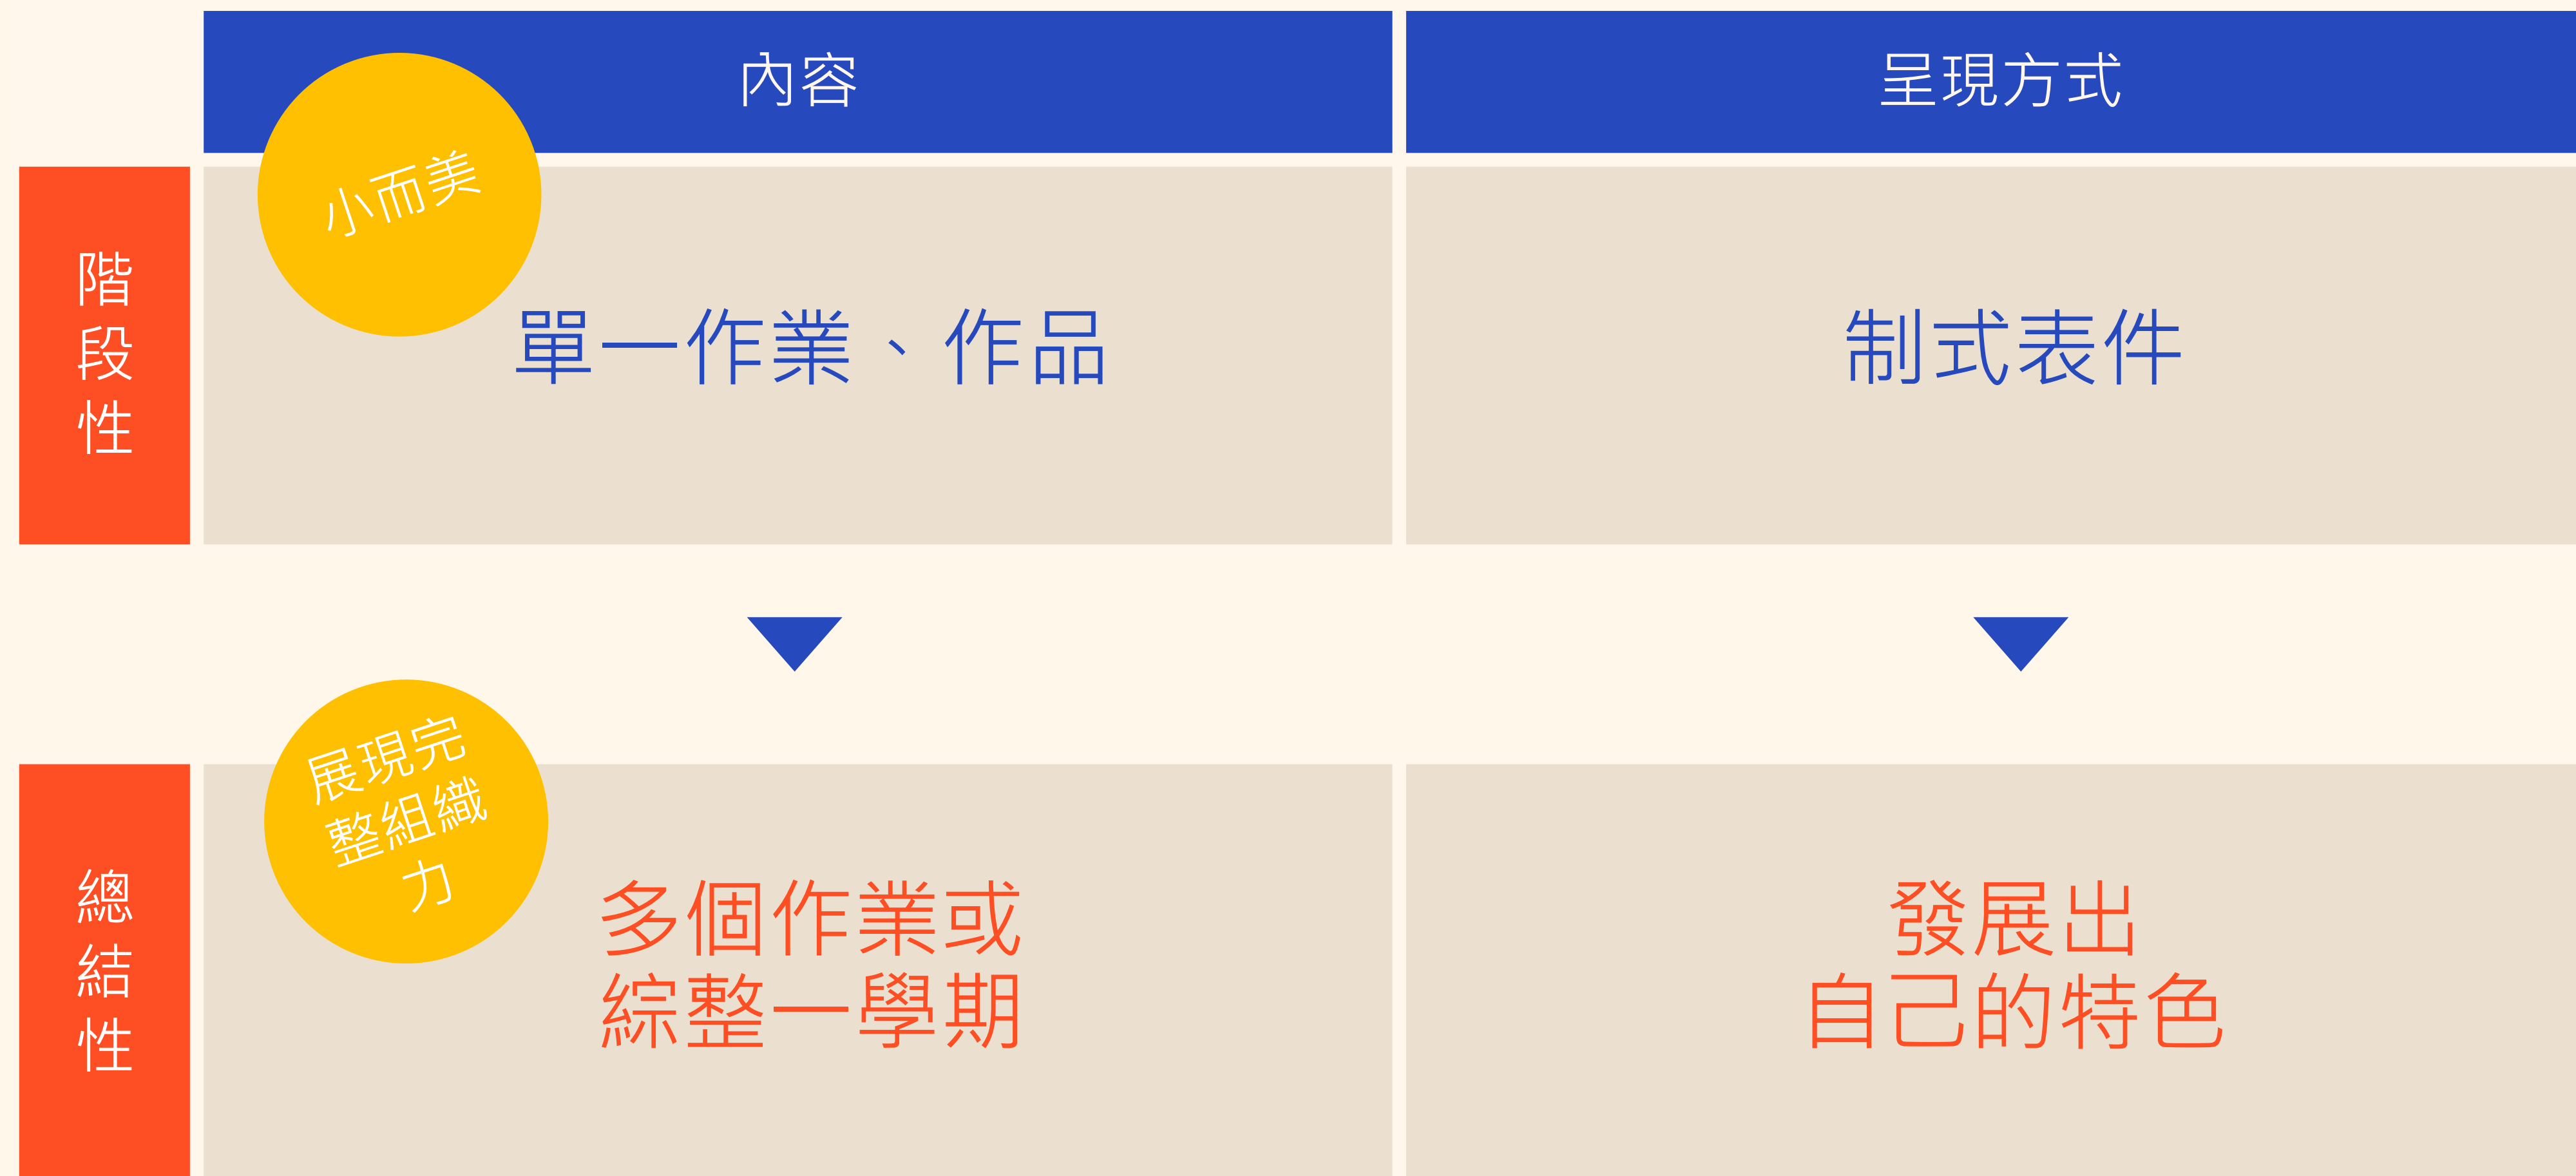 內容
呈現方式
小而美
階段性
單一作業、作品
制式表件
展現完
整組織
力
總結性
多個作業或
綜整一學期
發展出
自己的特色